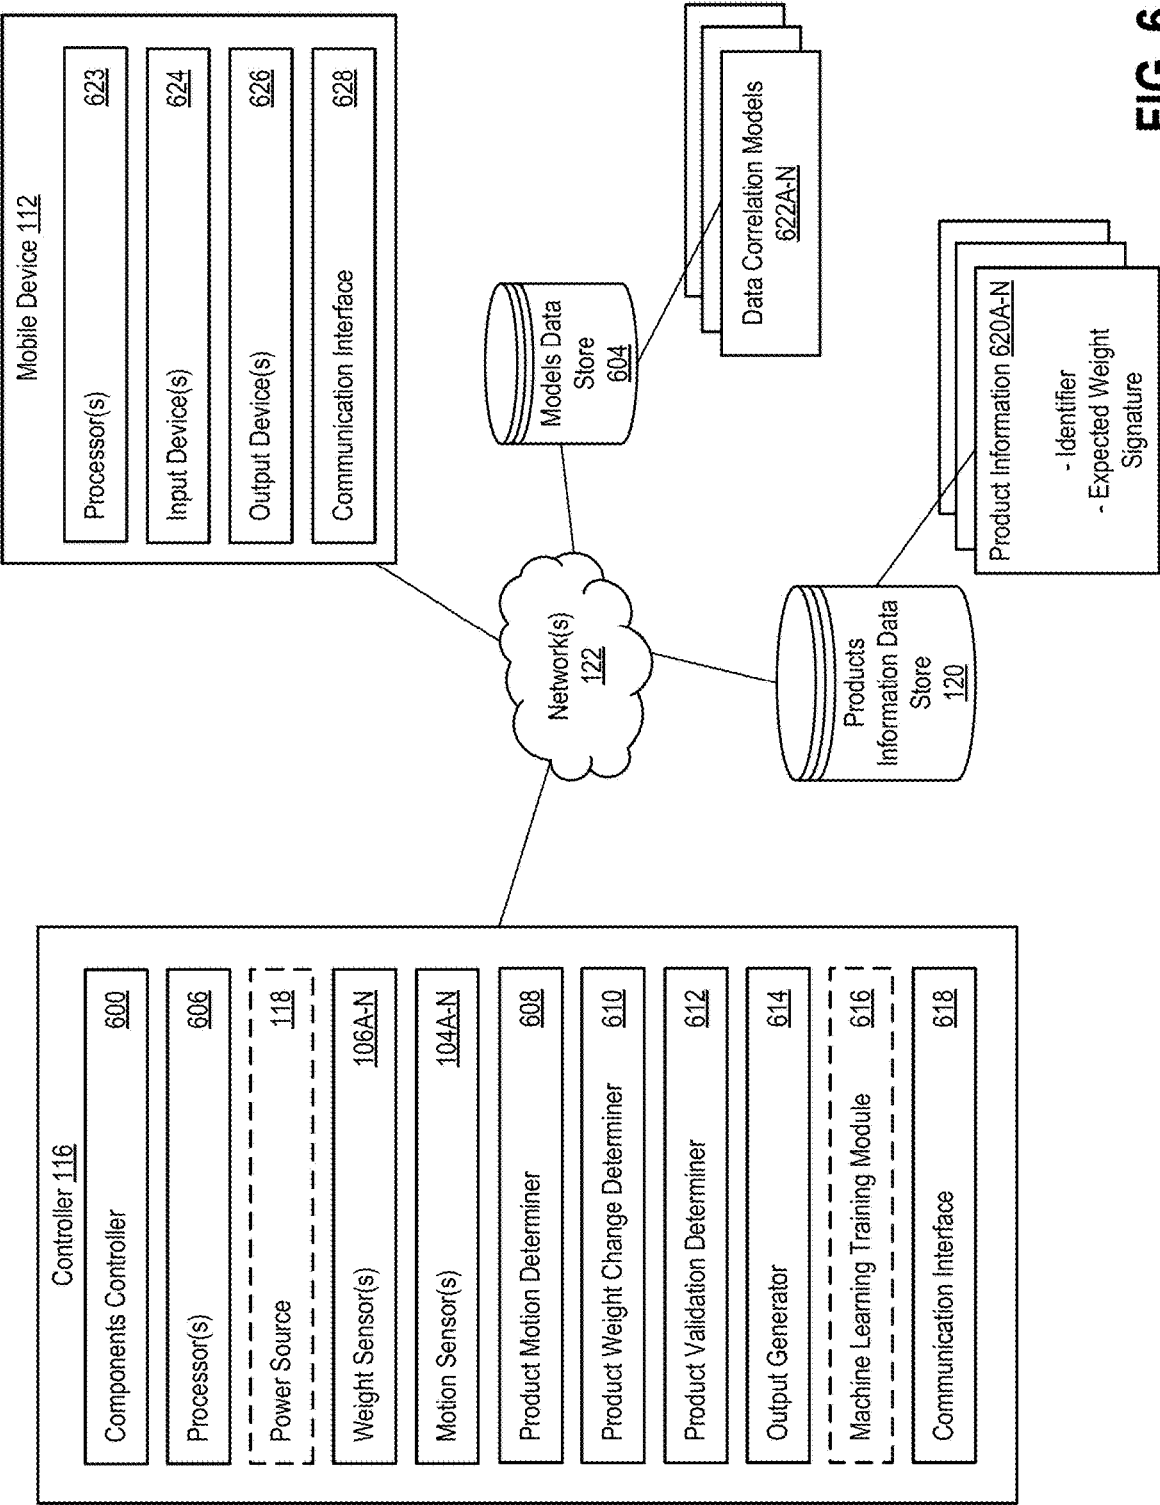 Controller 116
Components Controller 600
Processor(s) 606
Power Source 118
Weight Sensor(s) 106A-N
Motion Sensor(s) 104A-N
Product Motion Determiner 608
Product Weight Change Determiner 610
Product Validation Determiner 612
Output Generator 614
Machine Learning Training Module 616
Communication Interface 618
Mobile Device 112
Processor(s) 623
Input Device(s) 624
Output Device(s) 626
Communication Interface 628
Network(s)
122
Models Data
Store
604
Data Correlation Models
622A-N
Products
Information Data
Store
120
Product Information 620A-N
- Identifier
- Expected Weight
Signature
FIG. 6